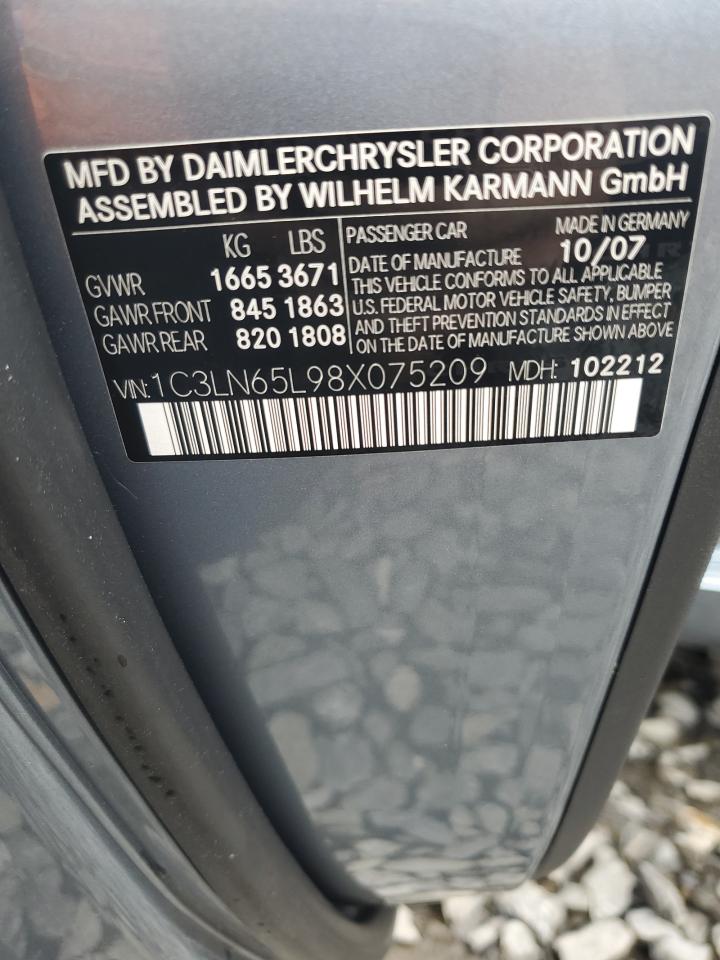 MFD BY DAIMLERCHRYSLER CORPORATION
ASSEMBLED BY WILHELM KARMANN GmbH
KG LBS
GVWR 1665 3671
GAWR FRONT 845 1863
GAWR REAR 820 1808
PASSENGER CAR MADE IN GERMANY
DATE OF MANUFACTURE 10/07
THIS VEHICLE CONFORMS TO ALL APPLICABLE
U.S. FEDERAL MOTOR VEHICLE SAFETY, BUMPER
AND THEFT PREVENTION STANDARDS IN EFFECT
ON THE DATE OF MANUFACTURE SHOWN ABOVE
VIN: 1C3LN65L98X075209 MDH: 102212